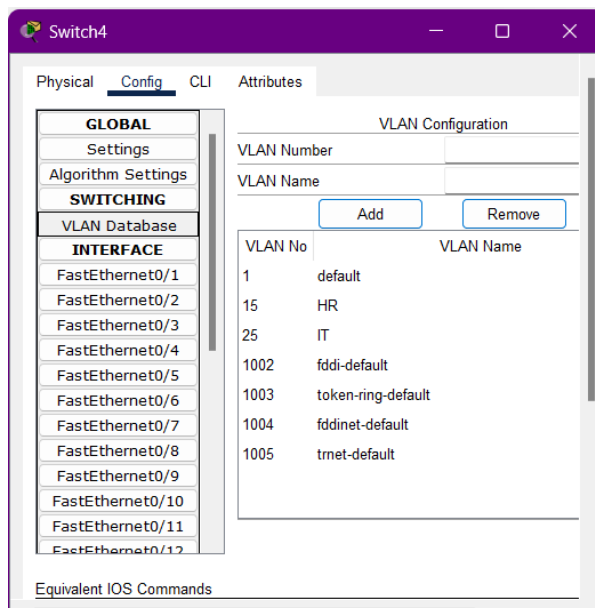 Switch4
Physical Config CLI Attributes
GLOBAL
Settings
Algorithm Settings
SWITCHING
VLAN Database
INTERFACE
FastEthernet0/1
FastEthernet0/2
FastEthernet0/3
FastEthernet0/4
FastEthernet0/5
FastEthernet0/6
FastEthernet0/7
FastEthernet0/8
FastEthernet0/9
FastEthernet0/10
FastEthernet0/11
FastEthernet0/12
VLAN Configuration
VLAN Number
VLAN Name
Add Remove
VLAN No VLAN Name
1 default
15 HR
25 IT
1002 fddi-default
1003 token-ring-default
1004 fddinet-default
1005 trnet-default
Equivalent IOS Commands